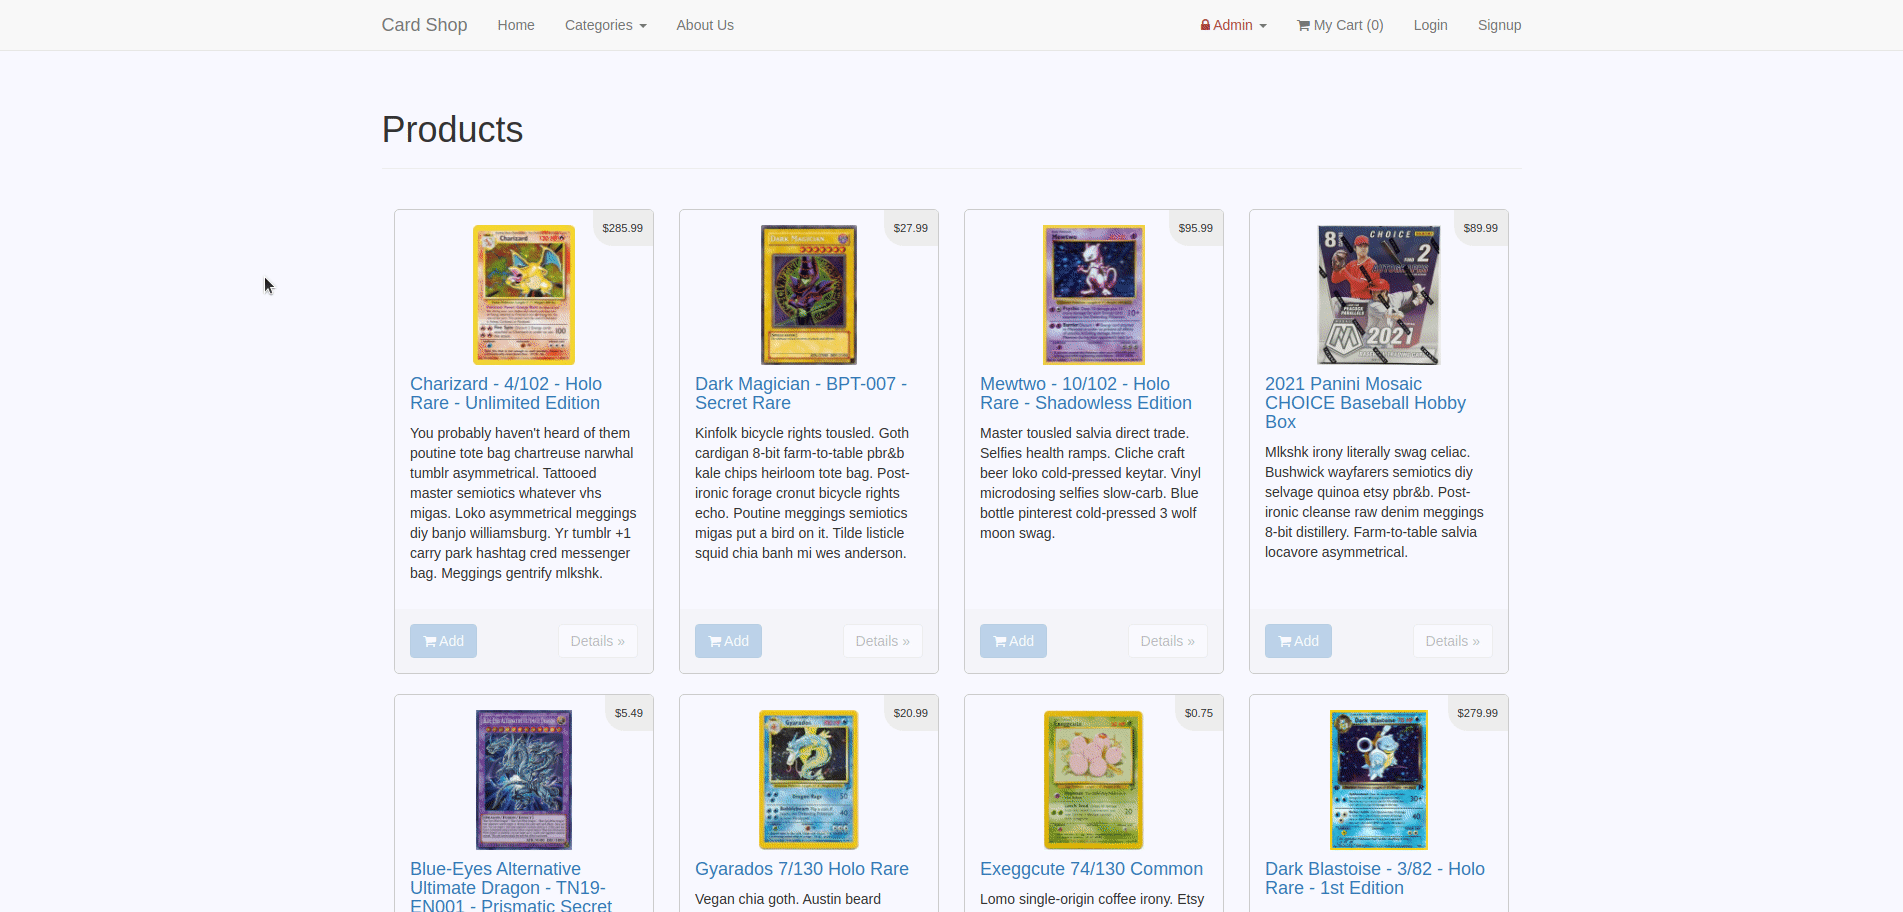 Card Shop Home Categories About Us Admin My Cart (0) Login Signup
Products
$285.99
Charizard - 4/102 - Holo
Rare - Unlimited Edition
You probably haven't heard of them
poutine tote bag chartreuse narwhal
tumblr asymmetrical. Tattooed
master semiotics whatever vhs
migas. Loko asymmetrical meggings
diy banjo williamsburg. Yr tumblr +1
carry park hashtag cred messenger
bag. Meggings gentrify mlkshk.
Add Details »
$27.99
Dark Magician - BPT-007 -
Secret Rare
Kinfolk bicycle rights tousled. Goth
cardigan 8-bit farm-to-table pbr&b
kale chips heirloom tote bag. Post-
ironic forage cronut bicycle rights
echo. Poutine meggings semiotics
migas put a bird on it. Tilde listicle
squid chia banh mi wes anderson.
Add Details »
$95.99
Mewtwo
Mewtwo - 10/102 - Holo
Rare - Shadowless Edition
Master tousled salvia direct trade.
Selfies health ramps. Cliche craft
beer loko cold-pressed keytar. Vinyl
microdosing selfies slow-carb. Blue
bottle pinterest cold-pressed 3 wolf
moon swag.
Add Details »
$89.99
CHOICE
8
2
2021
2021 Panini Mosaic
CHOICE Baseball Hobby
Box
Mlkshk irony literally swag celiac.
Bushwick wayfarers semiotics diy
selvage quinoa etsy pbr&b. Post-
ironic cleanse raw denim meggings
8-bit distillery. Farm-to-table salvia
locavore asymmetrical.
Add Details »
$5.49
Blue-Eyes Alternative
Ultimate Dragon - TN19-
EN001 - Prismatic Secret
$20.99
Gyarados
Gyarados 7/130 Holo Rare
Vegan chia goth. Austin beard
$0.75
Exeggcute
Exeggcute 74/130 Common
Lomo single-origin coffee irony. Etsy
$279.99
Dark Blastoise
Dark Blastoise - 3/82 - Holo
Rare - 1st Edition